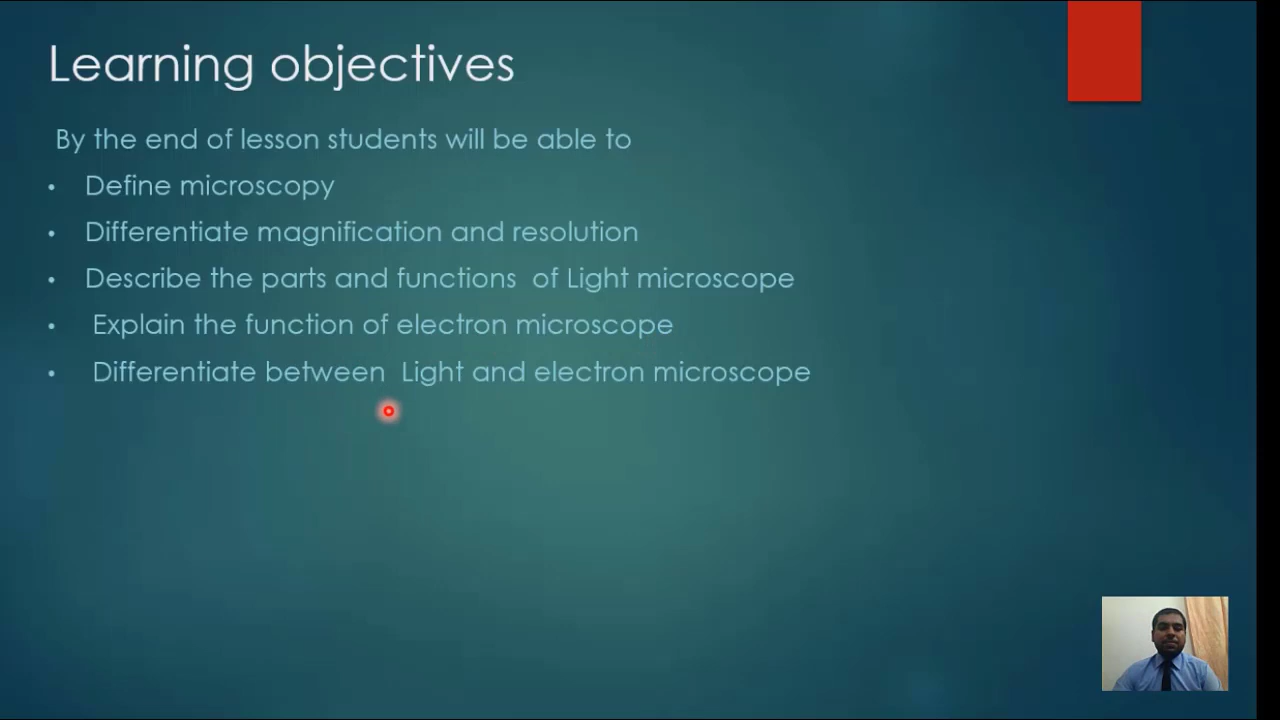 Learning objectives
By the end of lesson students will be able to
• Define microscopy
• Differentiate magnification and resolution
• Describe the parts and functions of Light microscope
• Explain the function of electron microscope
• Differentiate between Light and electron microscope